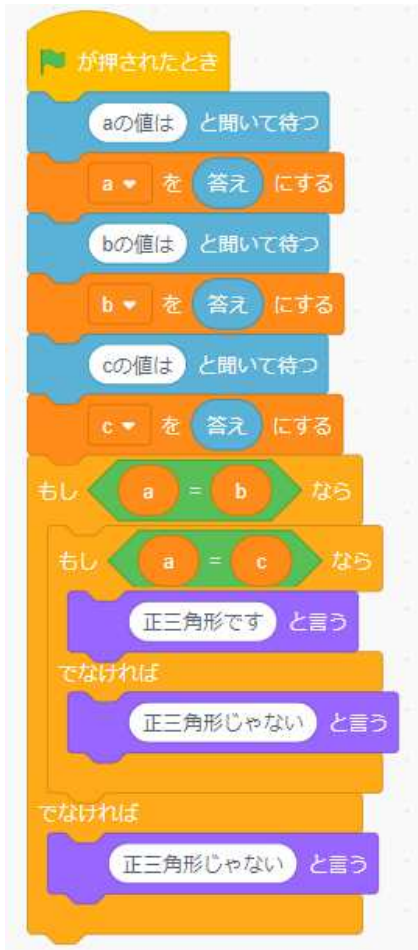 が押されたとき
aの値は と聞いて待つ
a を 答え にする
bの値は と聞いて待つ
b を 答え にする
cの値は と聞いて待つ
c を 答え にする
もし a = b なら
もし a = c なら
正三角形です と言う
でなければ
正三角形じゃない と言う
でなければ
正三角形じゃない と言う